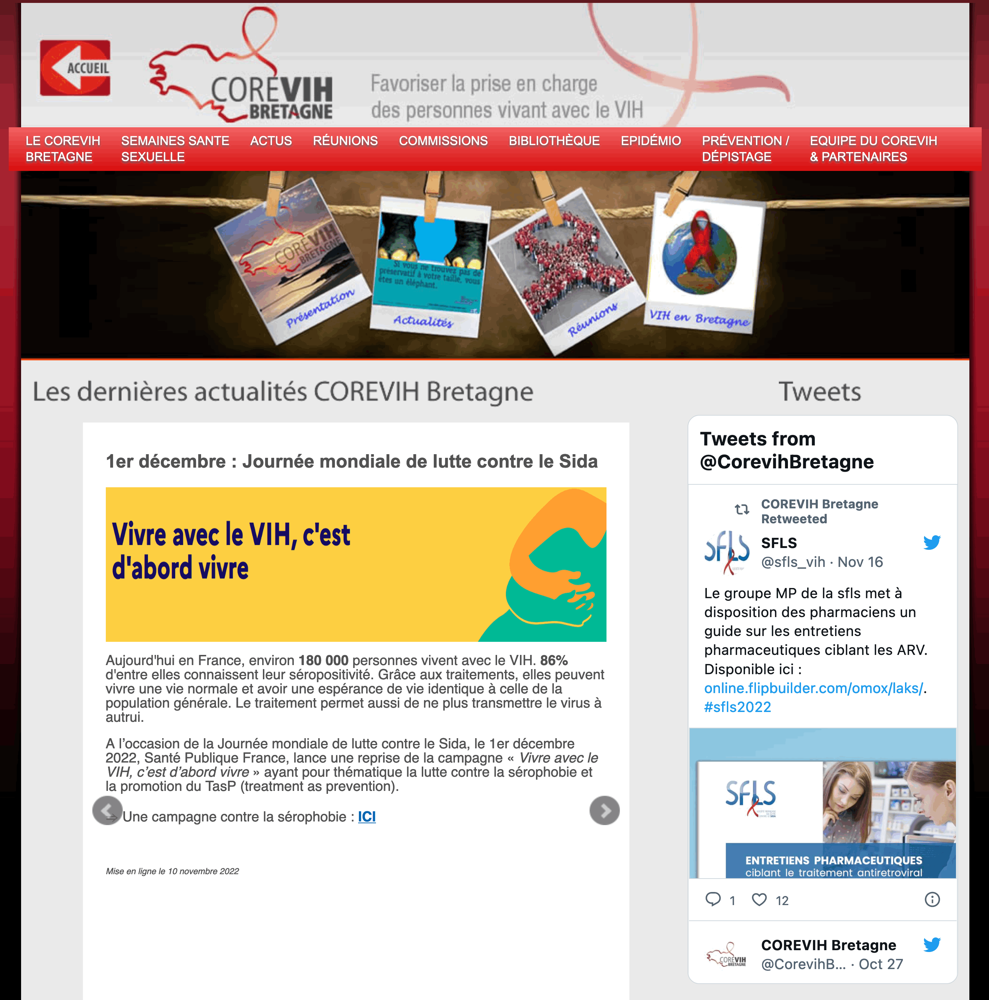 ACCUEIL
COREVIH
BRETAGNE
Favoriser la prise en charge
des personnes vivant avec le VIH
LE COREVIH
BRETAGNE
SEMAINES SANTE
SEXUELLE
ACTUS
RÉUNIONS
COMMISSIONS
BIBLIOTHÈQUE
EPIDÉMIO
PRÉVENTION /
DÉPISTAGE
EQUIPE DU COREVIH
& PARTENAIRES
COREVIH
BRETAGNE
Présentation
Si vous ne trouvez pas de
préservatif à votre taille, vous
êtes un éléphant.
Actualités
Réunions
VIH en Bretagne
Les dernières actualités COREVIH Bretagne
1er décembre : Journée mondiale de lutte contre le Sida
Vivre avec le VIH, c'est
d'abord vivre
Aujourd'hui en France, environ 180 000 personnes vivent avec le VIH. 86%
d'entre elles connaissent leur séropositivité. Grâce aux traitements, elles peuvent
vivre une vie normale et avoir une espérance de vie identique à celle de la
population générale. Le traitement permet aussi de ne plus transmettre le virus à
autrui.
A l’occasion de la Journée mondiale de lutte contre le Sida, le 1er décembre
2022, Santé Publique France, lance une reprise de la campagne « Vivre avec le
VIH, c’est d’abord vivre » ayant pour thématique la lutte contre la sérophobie et
la promotion du TasP (treatment as prevention).
⇒ Une campagne contre la sérophobie : ICI
Mise en ligne le 10 novembre 2022
Tweets
Tweets from
@CorevihBretagne
COREVIH Bretagne
Retweeted
SFLS
SFLS
@sfls_vih · Nov 16
Le groupe MP de la sfls met à
disposition des pharmaciens un
guide sur les entretiens
pharmaceutiques ciblant les ARV.
Disponible ici :
online.flipbuilder.com/omox/laks/.
#sfls2022
SFLS
ENTRETIENS PHARMACEUTIQUES
ciblant le traitement antiretroviral
1 12
COREVIH
BRETAGNE
COREVIH Bretagne
@CorevihB... · Oct 27